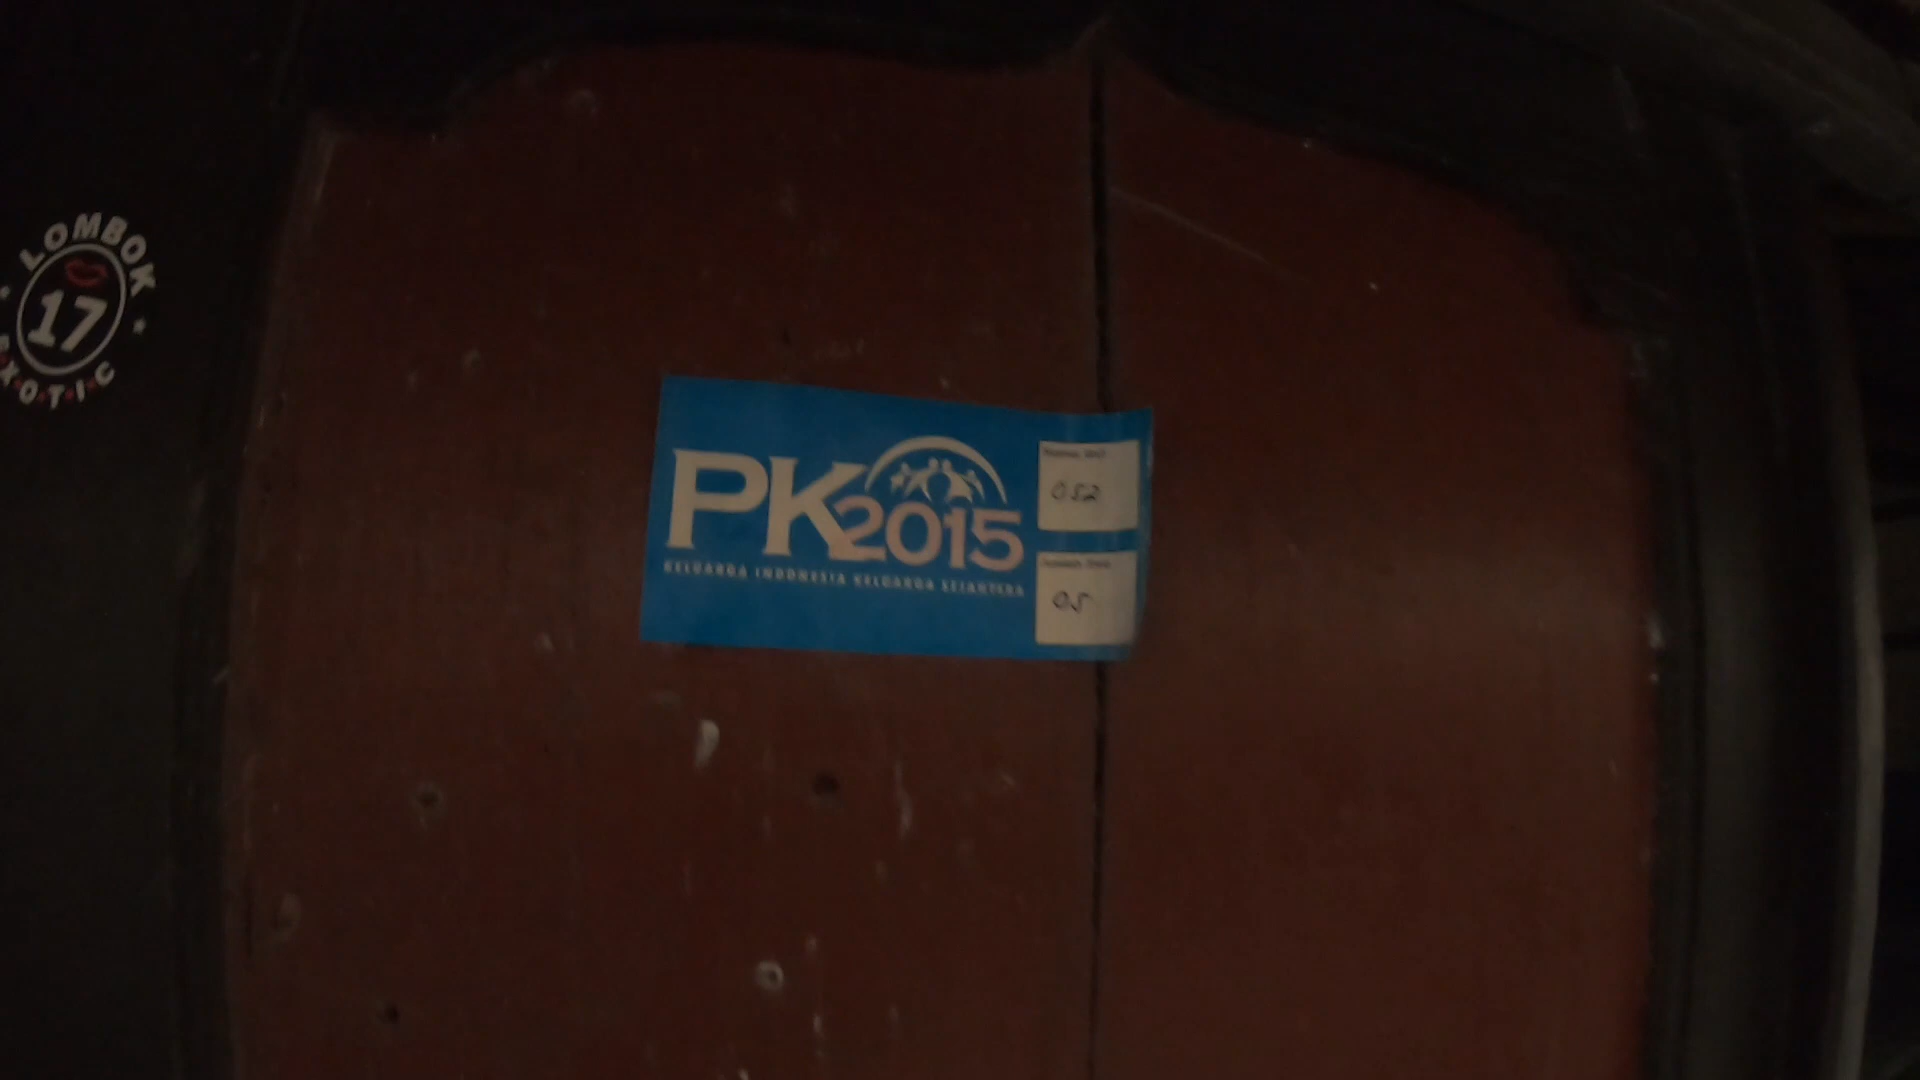 LOMBOK
17
EXOTIC
PK2015
KELUARGA INDONESIA KELUARGA SEJAHTERA
052
05